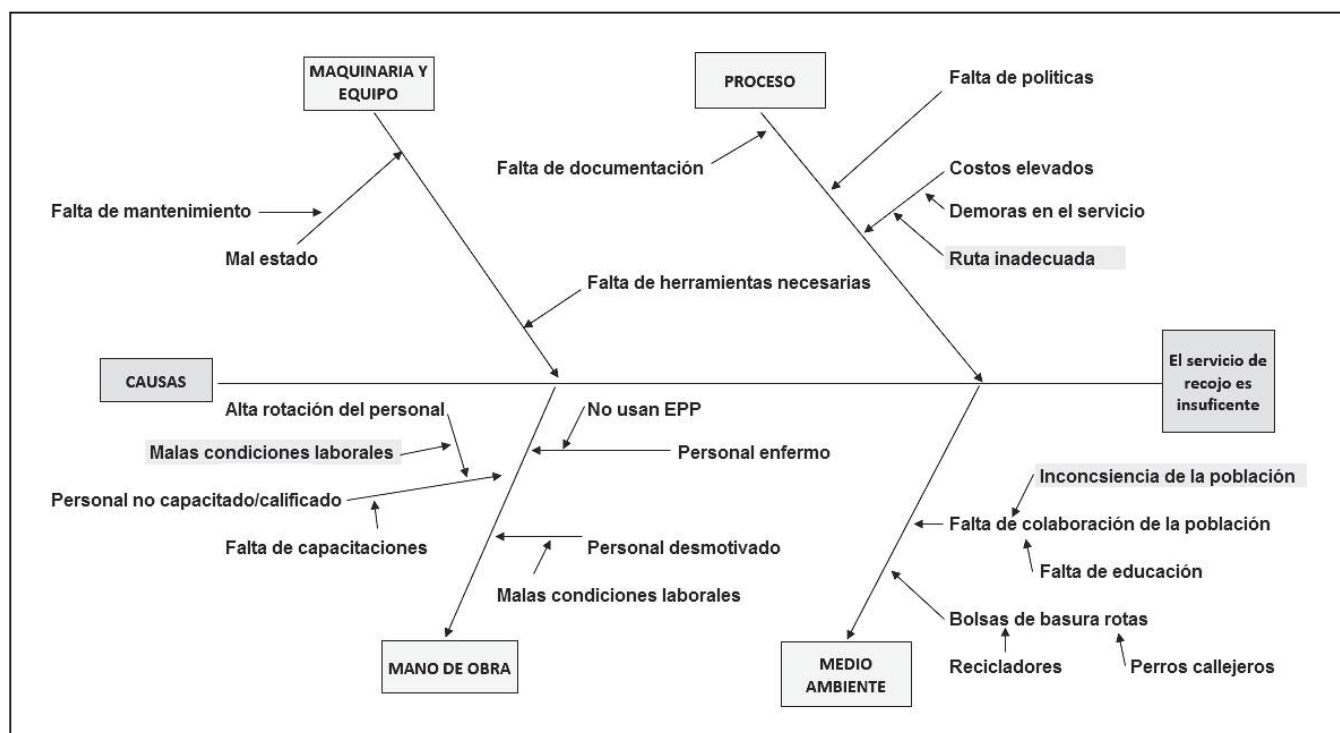 MAQUINARIA Y
EQUIPO
PROCESO
Falta de politicas
Falta de documentación
Costos elevados
Falta de mantenimiento
Demoras en el servicio
Mal estado
Ruta inadecuada
Falta de herramientas necesarias
CAUSAS
El servicio de
recojo es
insuficente
Alta rotación del personal
No usan EPP
Malas condiciones laborales
Personal enfermo
Inconcsiencia de la población
Personal no capacitado/calificado
Falta de colaboración de la población
Falta de capacitaciones
Personal desmotivado
Falta de educación
Malas condiciones laborales
Bolsas de basura rotas
MANO DE OBRA
MEDIO
AMBIENTE
Recicladores
Perros callejeros